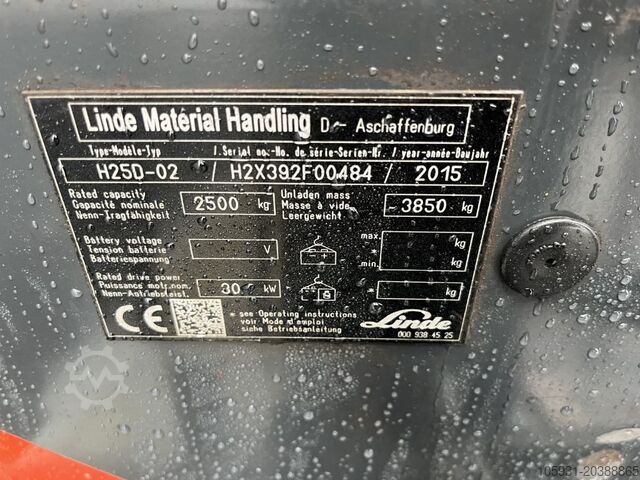 Linde Material Handling D - Aschaffenburg
Type-Modèle-Typ / Serial no.-No. de série-Serien-Nr. / year-année-Baujahr
H25D-02 / H2X392F00484 / 2015
Rated capacity
Capacité nominale
Nenn-Tragfähigkeit
2500 kg
Unladen mass
Masse à vide
Leergewicht
3850 kg
Battery voltage
Tension batterie
Batteriespannung
V
max.
*
min.
kg
kg
Rated drive power
Puissance motr.nom.
Nenn-Antriebsleist.
30 kW
S
* kg
CE
* see Operating instructions
voir Mode d'emploi
siehe Betriebsanleitung
Linde
000 938 45 25
105931-20388865